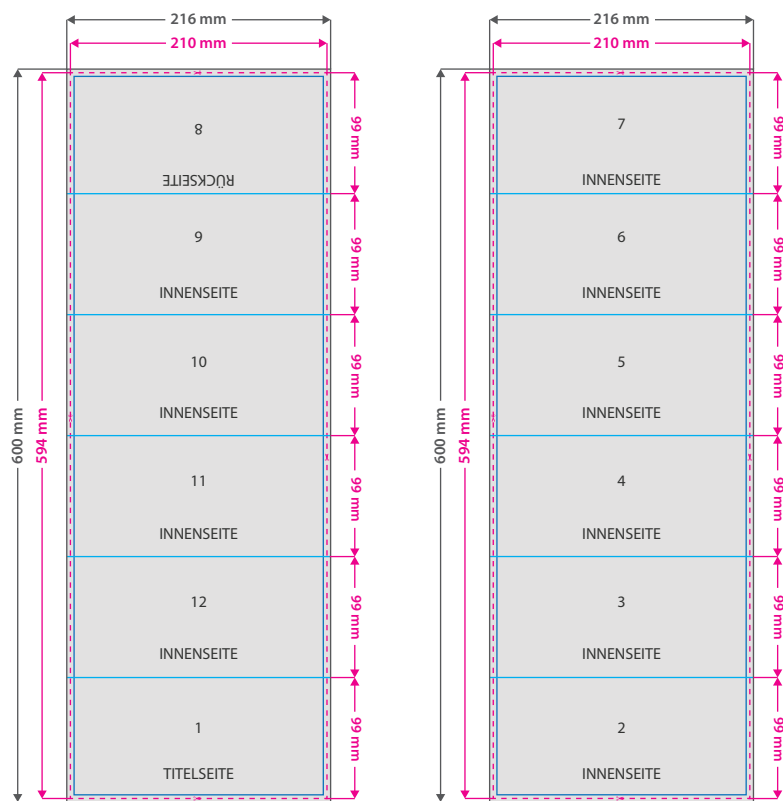 216 mm
210 mm
600 mm
594 mm
8
RÜCKSEITE
99 mm
9
INNENSEITE
99 mm
10
INNENSEITE
99 mm
11
INNENSEITE
99 mm
12
INNENSEITE
99 mm
1
TITELSEITE
99 mm
216 mm
210 mm
600 mm
594 mm
7
INNENSEITE
99 mm
6
INNENSEITE
99 mm
5
INNENSEITE
99 mm
4
INNENSEITE
99 mm
3
INNENSEITE
99 mm
2
INNENSEITE
99 mm